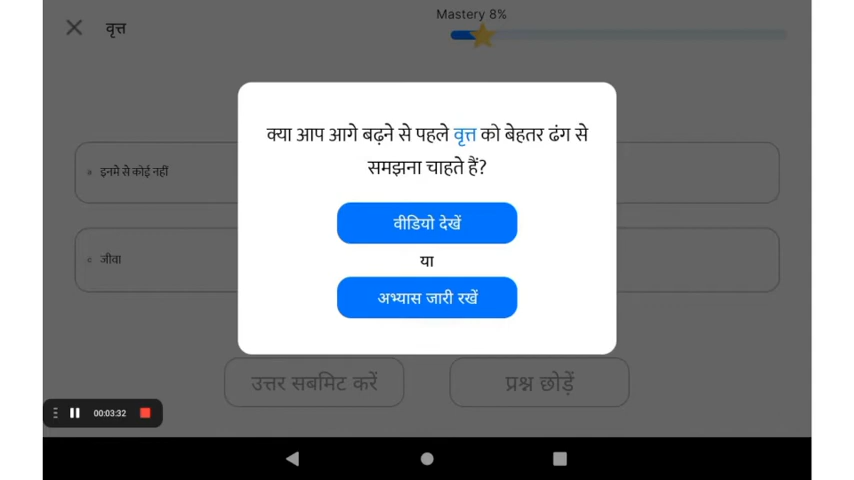 Mastery 8%
वृत्त
क्या आप आगे बढ़ने से पहले वृत्त को बेहतर ढंग से
समझना चाहते हैं?
इनमे से कोई नहीं
वीडियो देखें
या
जीवा
अभ्यास जारी रखें
उत्तर सबमिट करें
प्रश्न छोड़ें
00:03:32